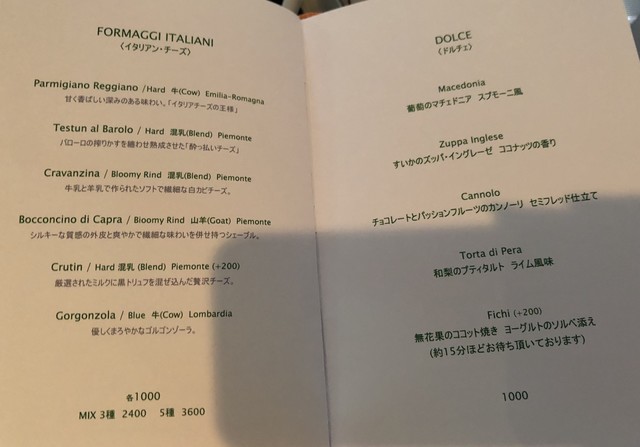 FORMAGGI ITALIANI
〈イタリアン・チーズ〉
Parmigiano Reggiano / Hard 牛(Cow) Emilia-Romagna
甘く香ばしい深みのある味わい。「イタリアチーズの王様」
Testun al Barolo / Hard 混乳(Blend) Piemonte
バローロの搾りかすを纏わせ熟成させた「酔っ払いチーズ」
Cravanzina / Bloomy Rind 混乳(Blend) Piemonte
牛乳と羊乳で作られたソフトで繊細な白カビチーズ。
Bocconcino di Capra / Bloomy Rind 山羊(Goat) Piemonte
シルキーな質感の外皮と爽やかで繊細な味わいを併せ持つシェーブル。
Crutin / Hard 混乳 (Blend) Piemonte (+200)
厳選されたミルクに黒トリュフを混ぜ込んだ贅沢チーズ。
Gorgonzola / Blue 牛(Cow) Lombardia
優しくまろやかなゴルゴンゾーラ。
各1000
MIX 3種 2400 5種 3600
DOLCE
〈ドルチェ〉
Macedonia
葡萄のマチェドニア スプモーニ風
Zuppa Inglese
すいかのズッパ・イングレーゼ ココナッツの香り
Cannolo
チョコレートとパッションフルーツのカンノーリ セミフレッド仕立て
Torta di Pera
和梨のプティタルト ライム風味
Fichi (+200)
無花果のココット焼き ヨーグルトのソルベ添え
(約15分ほどお待ち頂いております)
1000